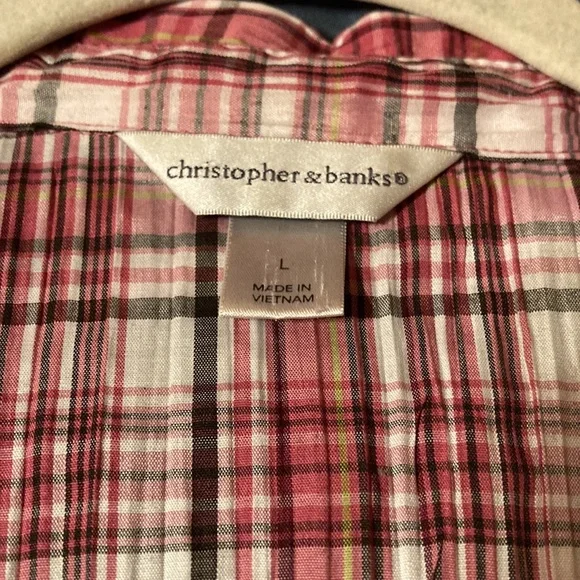 christopher & banks®
L
MADE IN
VIETNAM